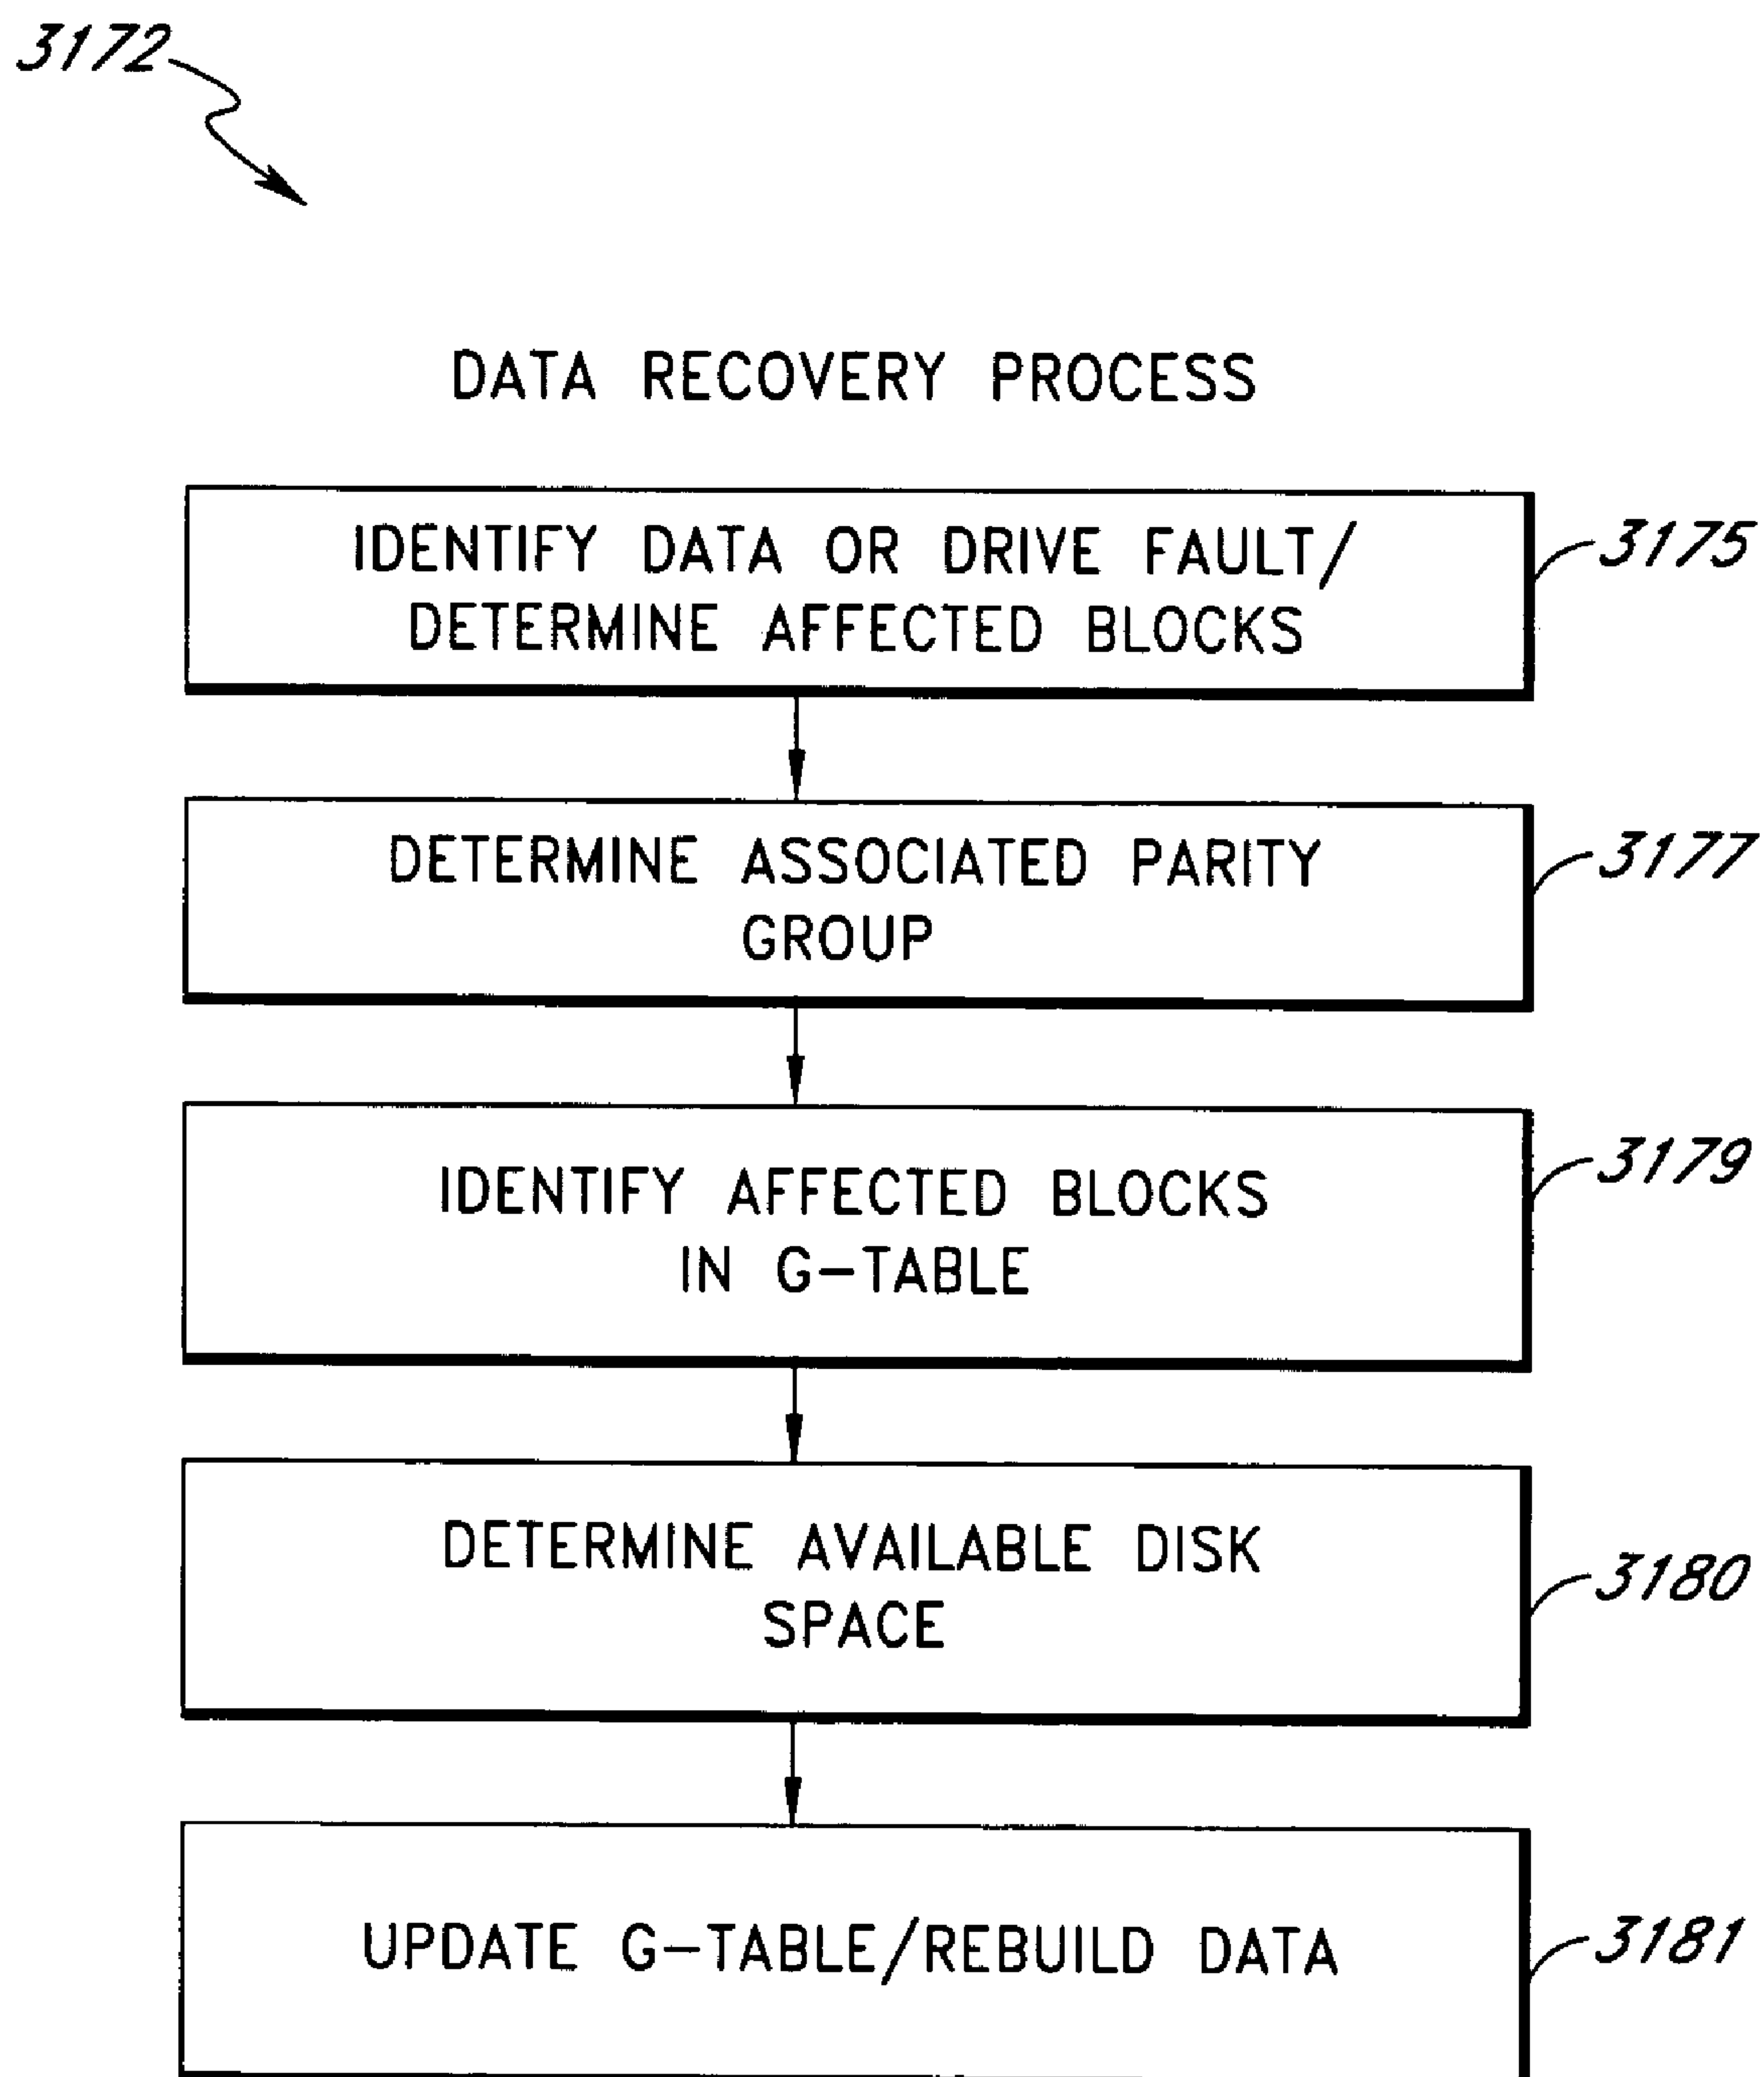 3172
DATA RECOVERY PROCESS
IDENTIFY DATA OR DRIVE FAULT/
DETERMINE AFFECTED BLOCKS
3175
DETERMINE ASSOCIATED PARITY
GROUP
3177
IDENTIFY AFFECTED BLOCKS
IN G-TABLE
3179
DETERMINE AVAILABLE DISK
SPACE
3180
UPDATE G-TABLE/REBUILD DATA
3181